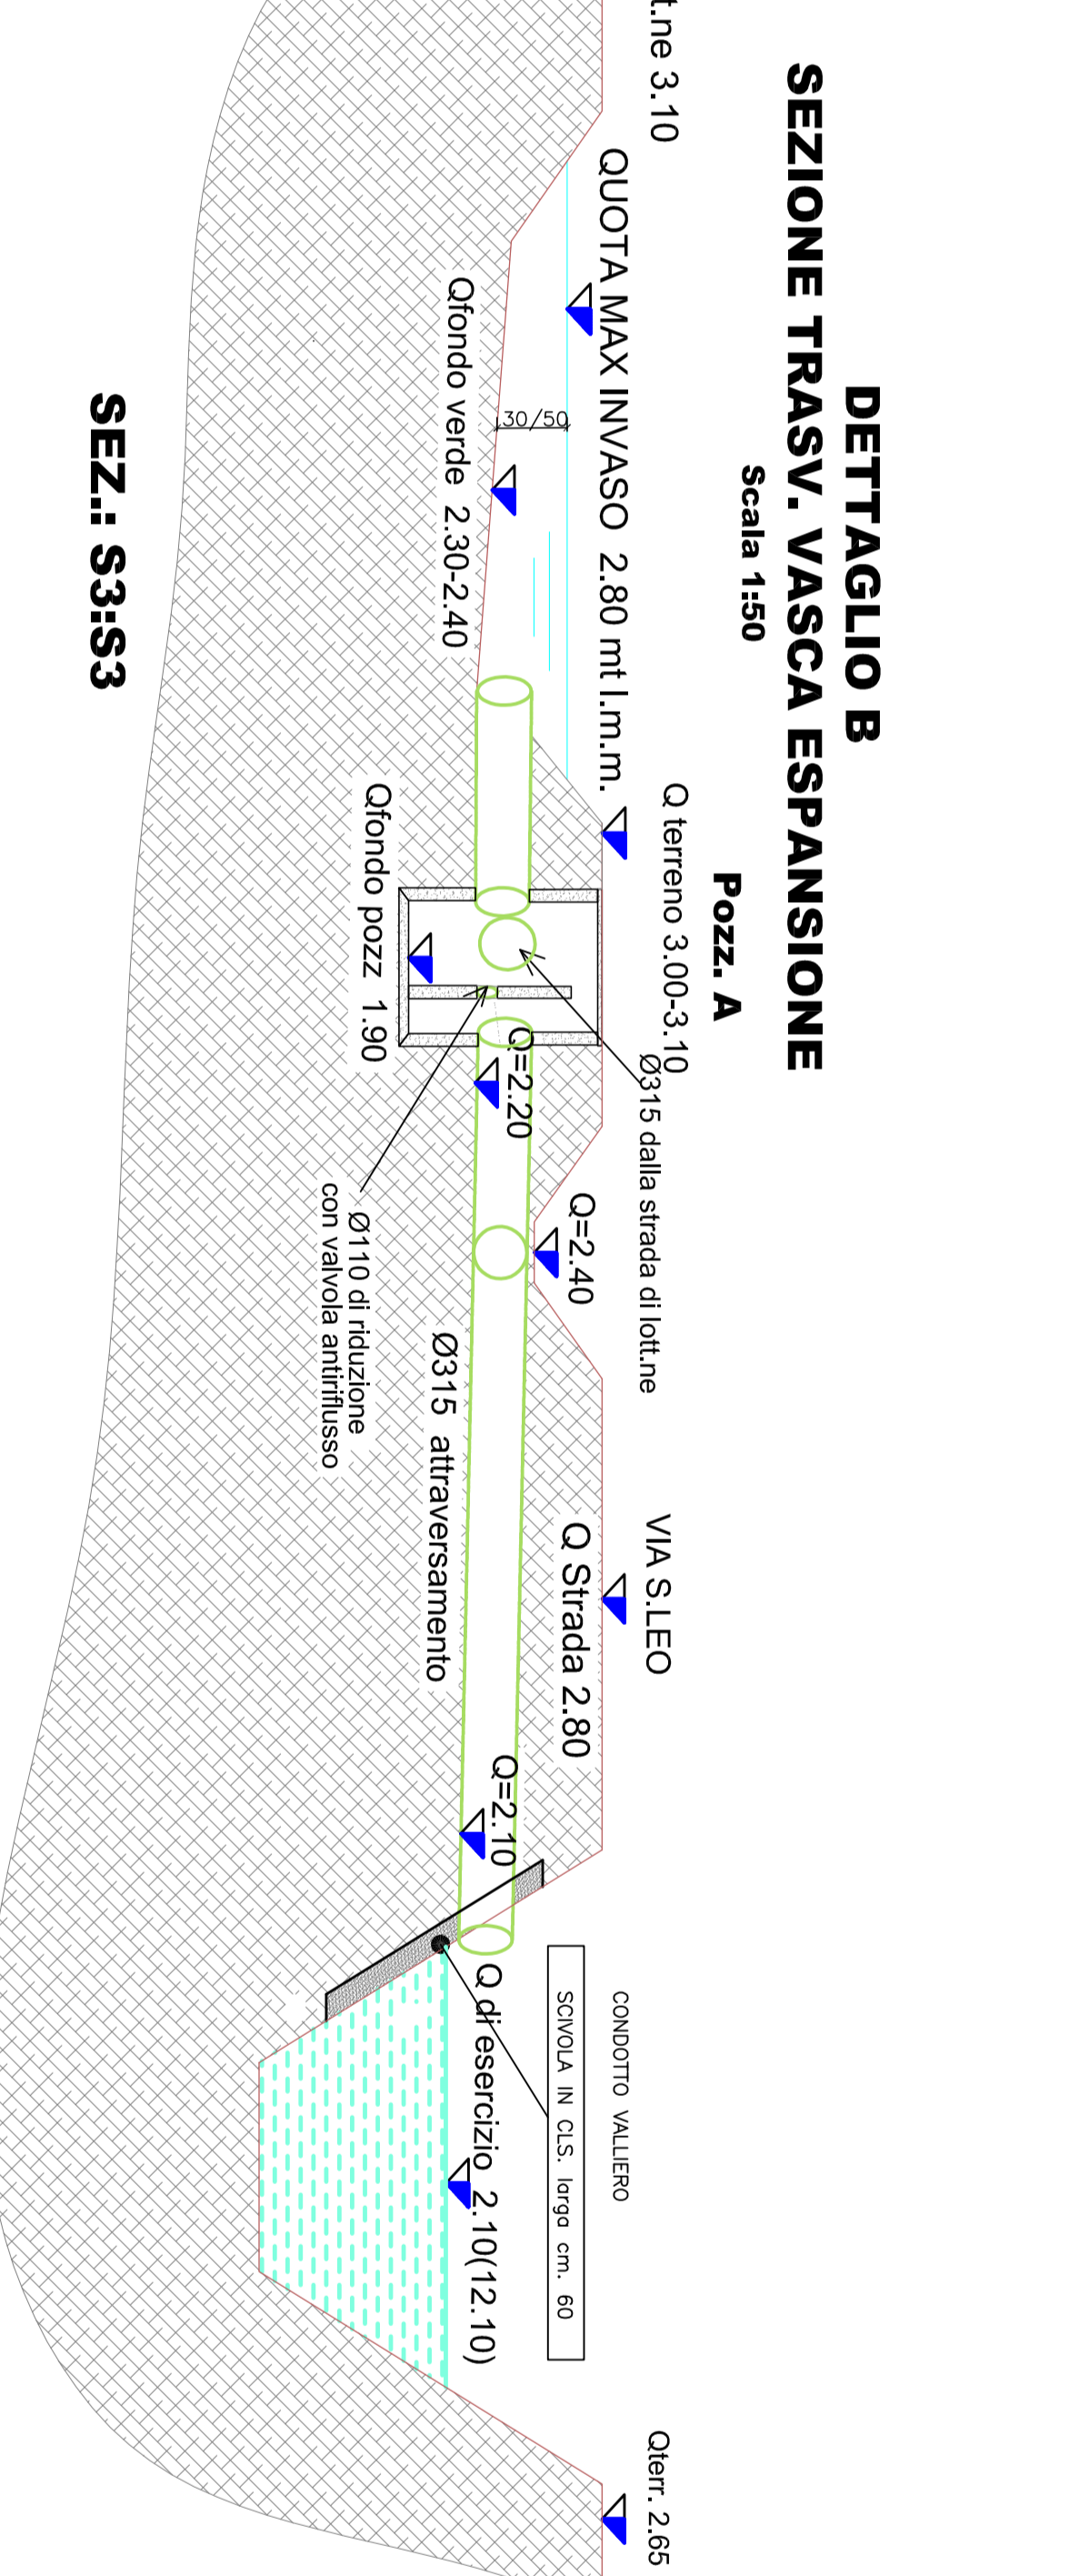 DETTAGLIO B
SEZIONE TRASV. VASCA ESPANSIONE
Scala 1:50
t.ne 3.10
QUOTA MAX INVASO 2.80 mt l.m.m.
30/50
Qfondo verde 2.30-2.40
Pozz. A
Q terreno 3.00-3.10
Ø315 dalla strada di lott.ne
Qfondo pozz 1.90
Q=2.20
Q=2.40
Ø110 di riduzione
con valvola antiriflusso
Ø315 attraversamento
VIA S.LEO
Q Strada 2.80
Q=2.10
CONDOTTO VALLIERO
SCIVOLA IN CLS. larga cm. 60
Q di esercizio 2.10(12.10)
Qterr. 2.65
SEZ.: S3:S3